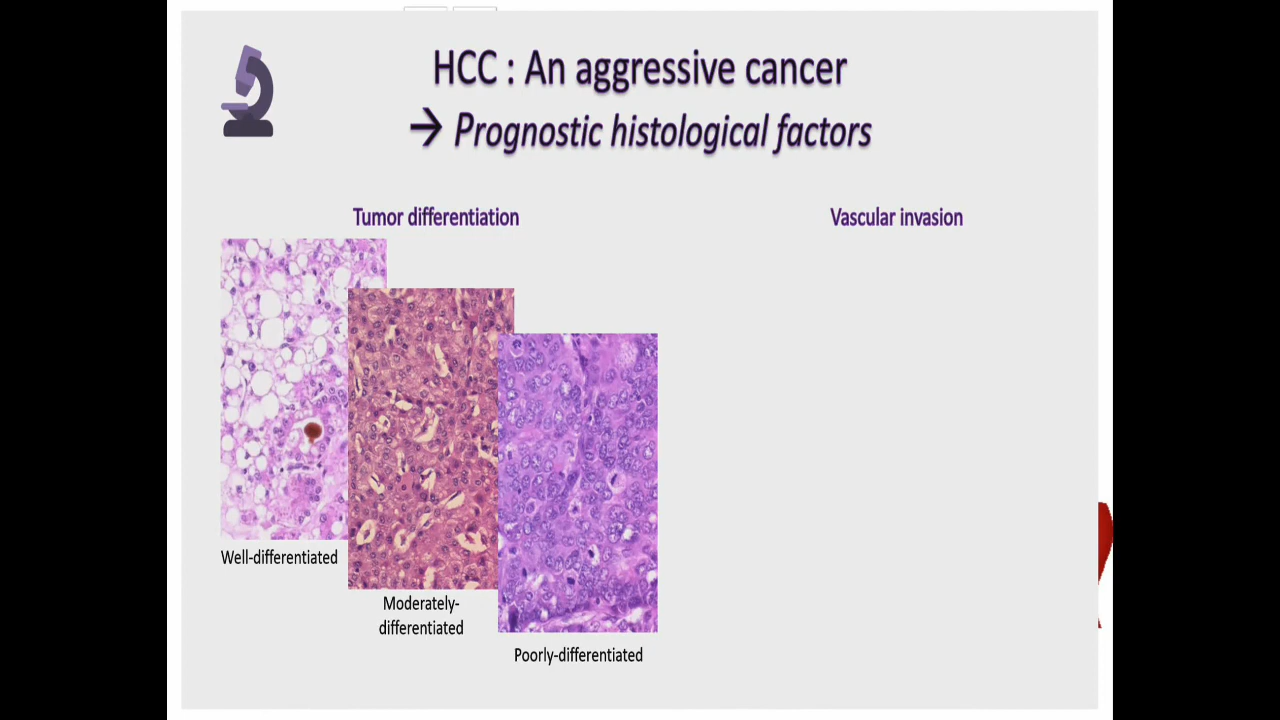 HCC : An aggressive cancer
→ Prognostic histological factors
Tumor differentiation
Vascular invasion
Well-differentiated
Moderately-
differentiated
Poorly-differentiated